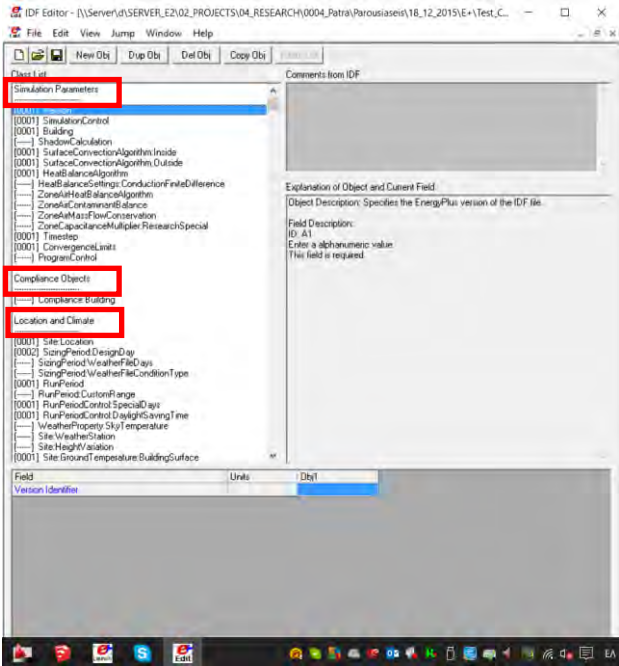 IDF Editor - [\\Server\d\SERVER_E2\02_PROJECTS\04_RESEARCH\0004_Patra\Parousiaseis\18_12_2015\E+\Test_C...
File Edit View Jump Window Help
New Obj Dup Obj Del Obj Copy Obj
Class List
Comments from IDF
Simulation Parameters
------------------------
[0001] Version
[0001] SimulationControl
[0001] Building
[-----] ShadowCalculation
[0001] SurfaceConvectionAlgorithm:Inside
[0001] SurfaceConvectionAlgorithm:Outside
[0001] HeatBalanceAlgorithm
[-----] HeatBalanceSettings:ConductionFiniteDifference
[-----] ZoneAirHeatBalanceAlgorithm
[-----] ZoneAirContaminantBalance
[-----] ZoneAirMassFlowConservation
[-----] ZoneCapacitanceMultiplier:ResearchSpecial
[0001] Timestep
[0001] ConvergenceLimits
[-----] ProgramControl
Compliance Objects
------------------------
[-----] Compliance:Building
Location and Climate
------------------------
[0001] Site:Location
[0002] SizingPeriod:DesignDay
[-----] SizingPeriod:WeatherFileDays
[-----] SizingPeriod:WeatherFileConditionType
[0001] RunPeriod
[-----] RunPeriod:CustomRange
[0001] RunPeriodControl:SpecialDays
[0001] RunPeriodControl:DaylightSavingTime
[-----] WeatherProperty:SkyTemperature
[-----] Site:WeatherStation
[-----] Site:HeightVariation
[0001] Site:GroundTemperature:BuildingSurface
Explanation of Object and Current Field
Object Description: Specifies the EnergyPlus version of the IDF file.
Field Description:
ID: A1
Enter a alphanumeric value
This field is required.
Field Units Obj1
Version Identifier
Edit
ΕΛ